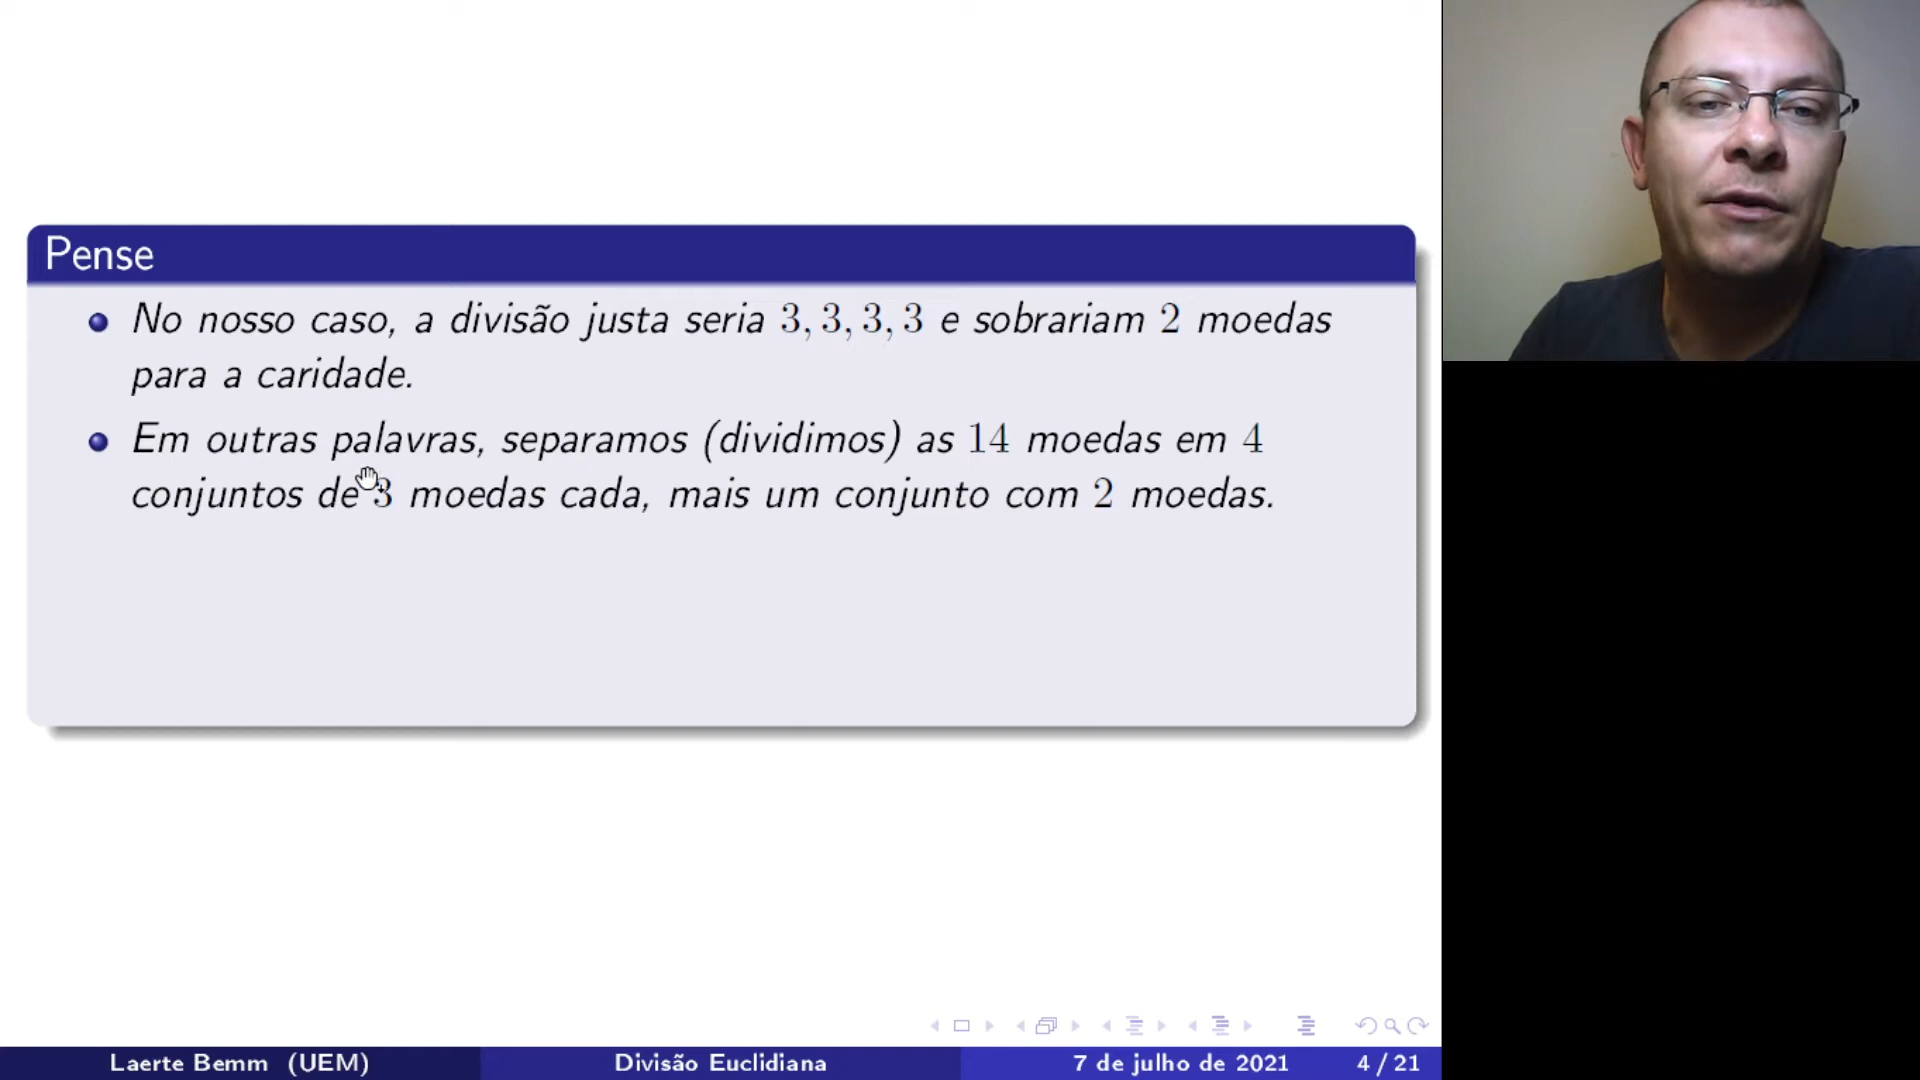 Pense
No nosso caso, a divisão justa seria 3, 3, 3, 3 e sobrariam 2 moedas
para a caridade.
Em outras palavras, separamos (dividimos) as 14 moedas em 4
conjuntos de 3 moedas cada, mais um conjunto com 2 moedas.
Laerte Bemm (UEM) Divisão Euclidiana 7 de julho de 2021 4 / 21